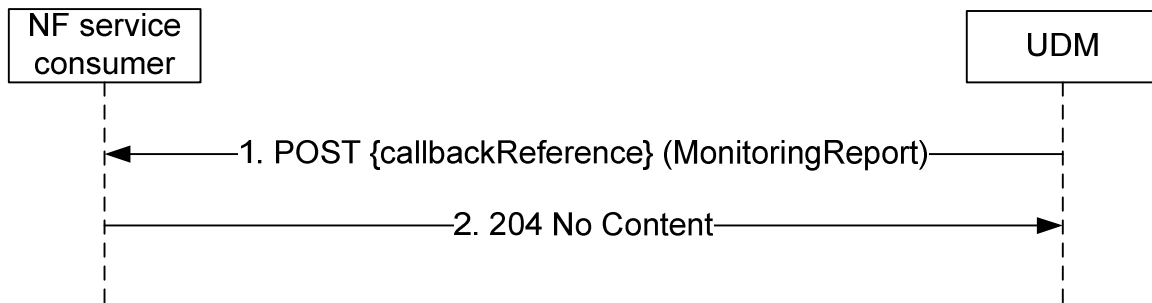 NF service
consumer
UDM
1. POST {callbackReference} (MonitoringReport)
2. 204 No Content